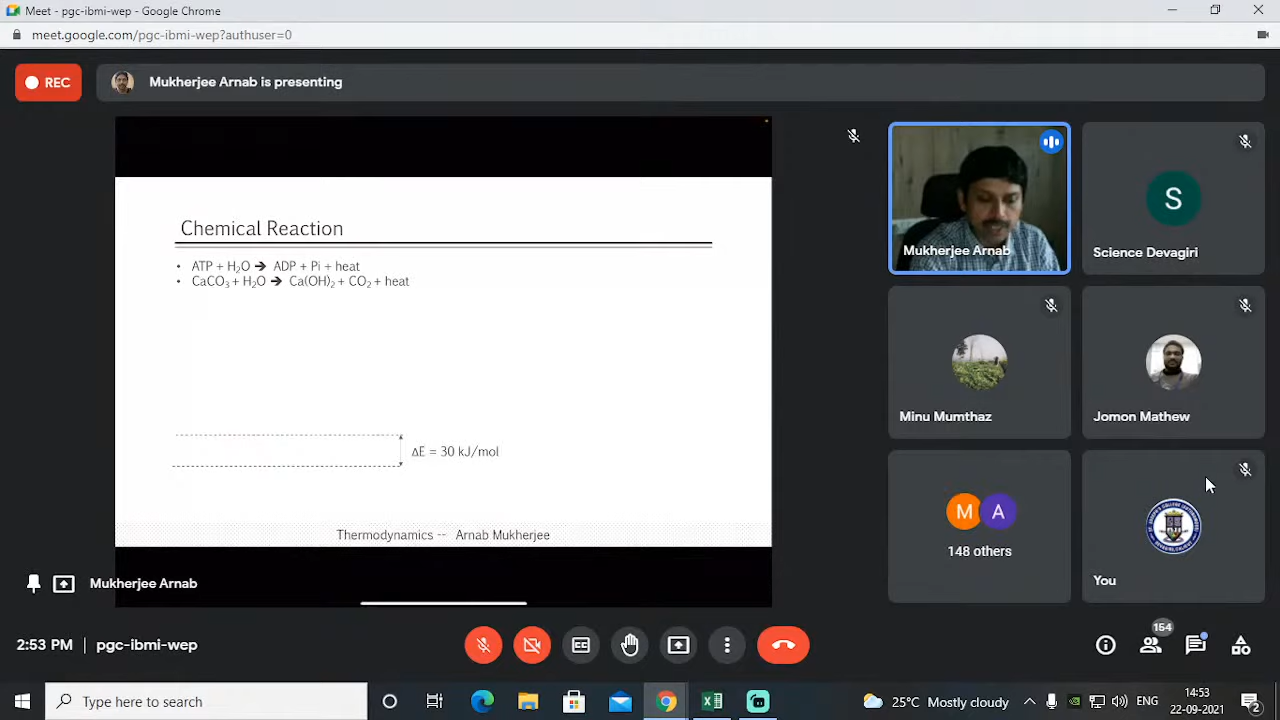 Meet - pgc-ibmi-wep - Google Chrome
meet.google.com/pgc-ibmi-wep?authuser=0
REC
Mukherjee Arnab is presenting
Chemical Reaction
• ATP + H₂O ➔ ADP + Pi + heat
• CaCO₃ + H₂O ➔ Ca(OH)₂ + CO₂ + heat
ΔE = 30 kJ/mol
Thermodynamics -- Arnab Mukherjee
Mukherjee Arnab
Mukherjee Arnab
S
Science Devagiri
Minu Mumthaz
Jomon Mathew
M A
148 others
You
2:53 PM | pgc-ibmi-wep
154
Type here to search
25°C Mostly cloudy
ENG
14:53
22-09-2021
2